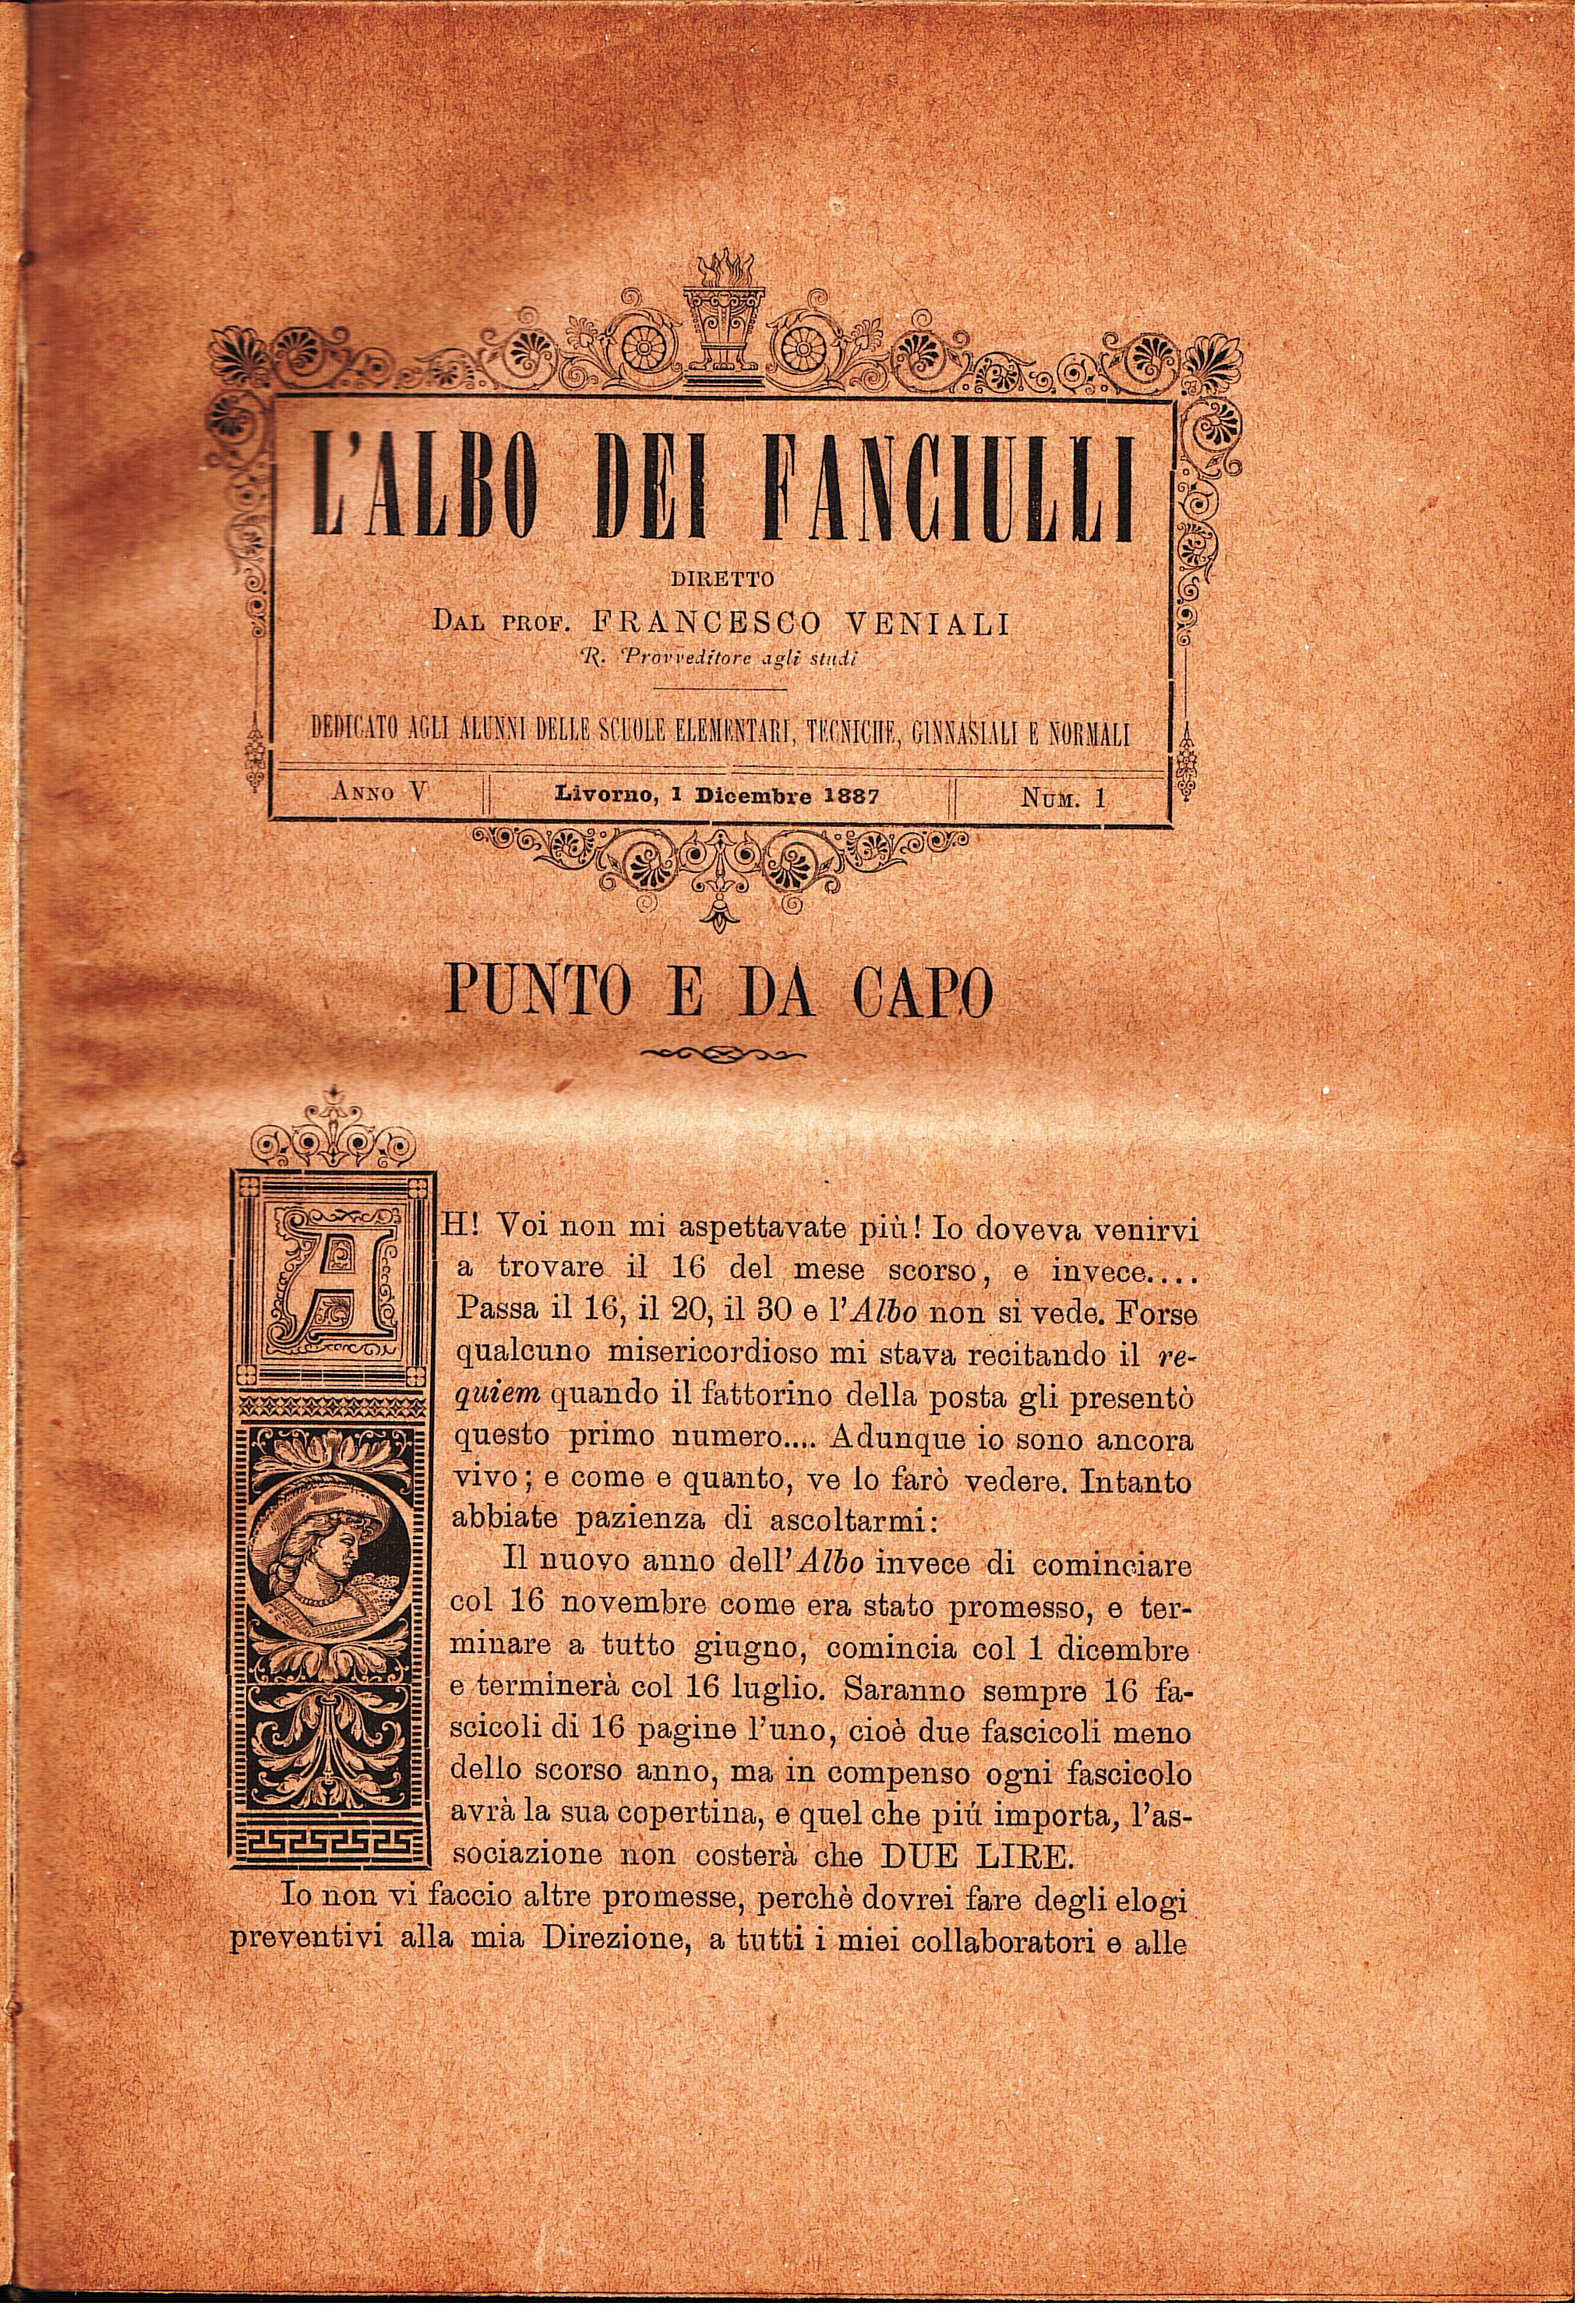 L'ALBO DEI FANCIULLI
DIRETTO
DAL PROF. FRANCESCO VENIALI
R. Provveditore agli studi
DEDICATO AGLI ALUNNI DELLE SCUOLE ELEMENTARI, TECNICHE, GINNASIALI E NORMALI
ANNO V Livorno, 1 Dicembre 1887 NUM. 1
PUNTO E DA CAPO
AH! Voi non mi aspettavate più! Io doveva venirvi
a trovare il 16 del mese scorso, e invece....
Passa il 16, il 20, il 30 e l'Albo non si vede. Forse
qualcuno misericordioso mi stava recitando il re-
quiem quando il fattorino della posta gli presentò
questo primo numero.... Adunque io sono ancora
vivo; e come e quanto, ve lo farò vedere. Intanto
abbiate pazienza di ascoltarmi:
Il nuovo anno dell'Albo invece di cominciare
col 16 novembre come era stato promesso, e ter-
minare a tutto giugno, comincia col 1 dicembre
e terminerà col 16 luglio. Saranno sempre 16 fa-
scicoli di 16 pagine l'uno, cioè due fascicoli meno
dello scorso anno, ma in compenso ogni fascicolo
avrà la sua copertina, e quel che piú importa, l'as-
sociazione non costerà che DUE LIRE.
Io non vi faccio altre promesse, perchè dovrei fare degli elogi
preventivi alla mia Direzione, a tutti i miei collaboratori e alle